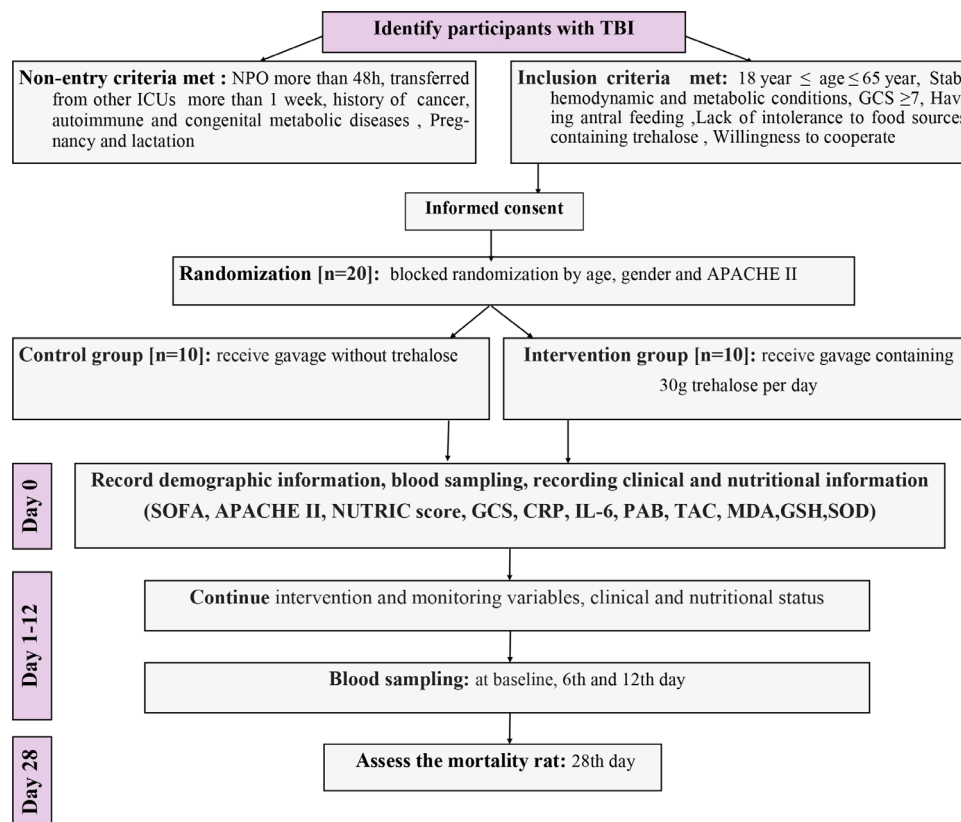 Identify participants with TBI
Non-entry criteria met : NPO more than 48h, transferred
from other ICUs more than 1 week, history of cancer,
autoimmune and congenital metabolic diseases , Preg-
nancy and lactation
Inclusion criteria met: 18 year ≤ age ≤ 65 year, Stab
hemodynamic and metabolic conditions, GCS ≥7, Hav
ing antral feeding ,Lack of intolerance to food sources
containing trehalose , Willingness to cooperate
Informed consent
Randomization [n=20]: blocked randomization by age, gender and APACHE II
Control group [n=10]: receive gavage without trehalose
Intervention group [n=10]: receive gavage containing
30g trehalose per day
Day 0
Record demographic information, blood sampling, recording clinical and nutritional information
(SOFA, APACHE II, NUTRIC score, GCS, CRP, IL-6, PAB, TAC, MDA,GSH,SOD)
Day 1-12
Continue intervention and monitoring variables, clinical and nutritional status
Blood sampling: at baseline, 6th and 12th day
Day 28
Assess the mortality rat: 28th day